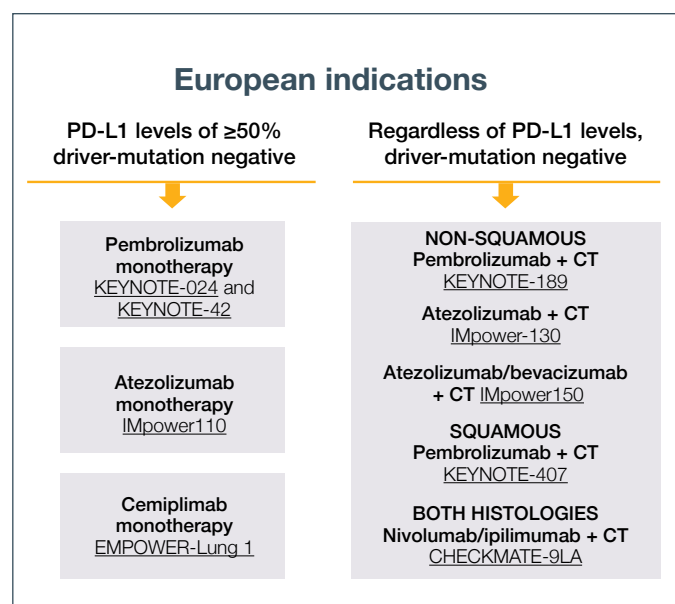 European indications
PD-L1 levels of ≥50%
driver-mutation negative
Pembrolizumab
monotherapy
KEYNOTE-024 and
KEYNOTE-42
Atezolizumab
monotherapy
IMpower110
Cemiplimab
monotherapy
EMPOWER-Lung 1
Regardless of PD-L1 levels,
driver-mutation negative
NON-SQUAMOUS
Pembrolizumab + CT
KEYNOTE-189
Atezolizumab + CT
IMpower-130
Atezolizumab/bevacizumab
+ CT IMpower150
SQUAMOUS
Pembrolizumab + CT
KEYNOTE-407
BOTH HISTOLOGIES
Nivolumab/ipilimumab + CT
CHECKMATE-9LA